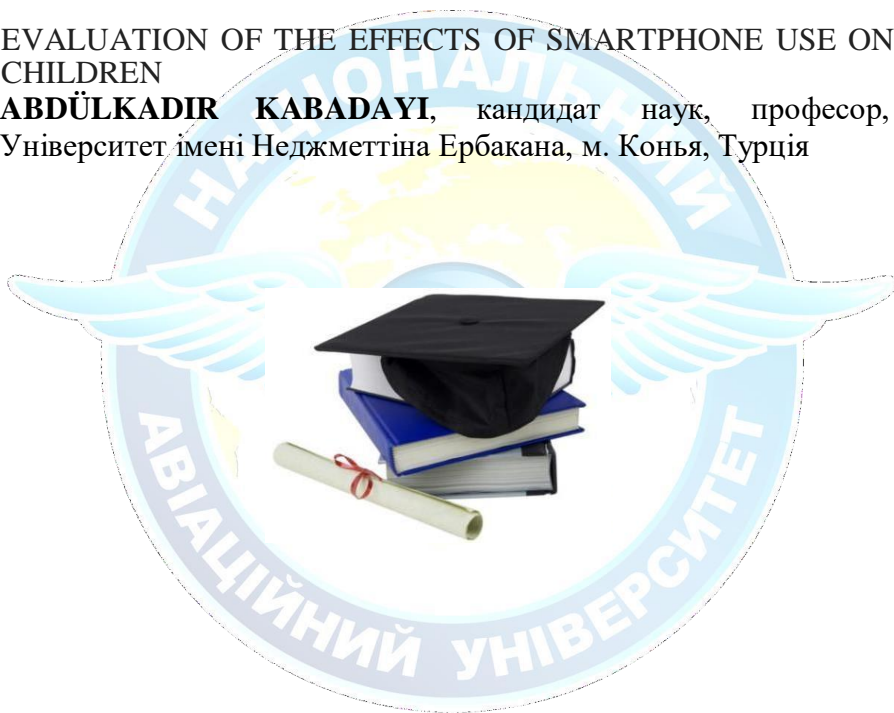 EVALUATION OF THE EFFECTS OF SMARTPHONE USE ON
CHILDREN
ABDÜLKADIR KABADAYI, кандидат наук, професор,
Університет імені Неджметтіна Ербакана, м. Конья, Турція
НАЦІОНАЛЬНИЙ
АВІАЦІЙНИЙ УНІВЕРСИТЕТ